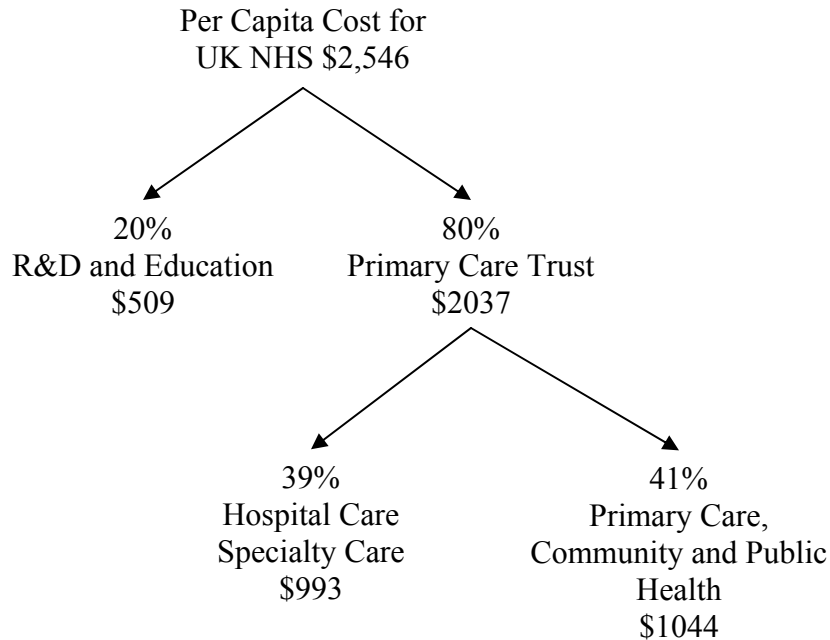 Per Capita Cost for
UK NHS $2,546
20%
R&D and Education
$509
80%
Primary Care Trust
$2037
39%
Hospital Care
Specialty Care
$993
41%
Primary Care,
Community and Public
Health
$1044